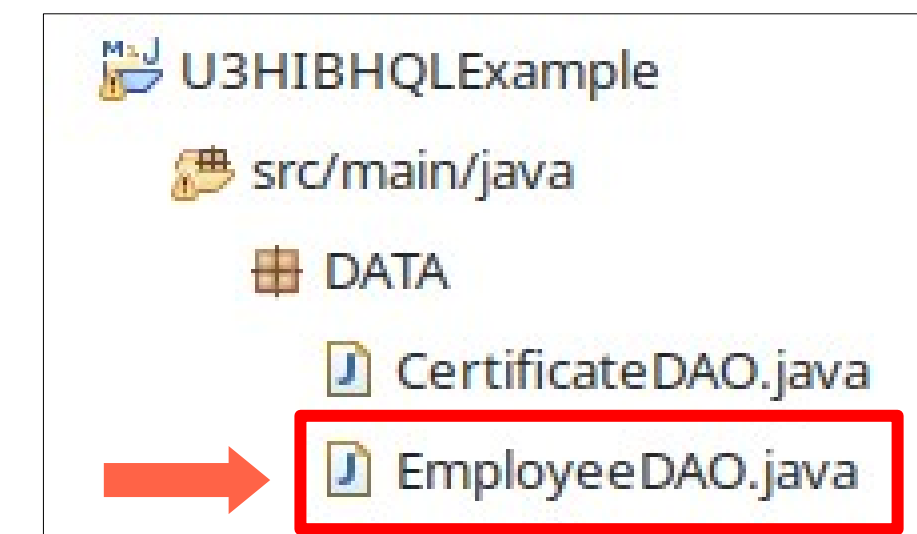 U3HIBHQLExample
src/main/java
DATA
CertificateDAO.java
EmployeeDAO.java